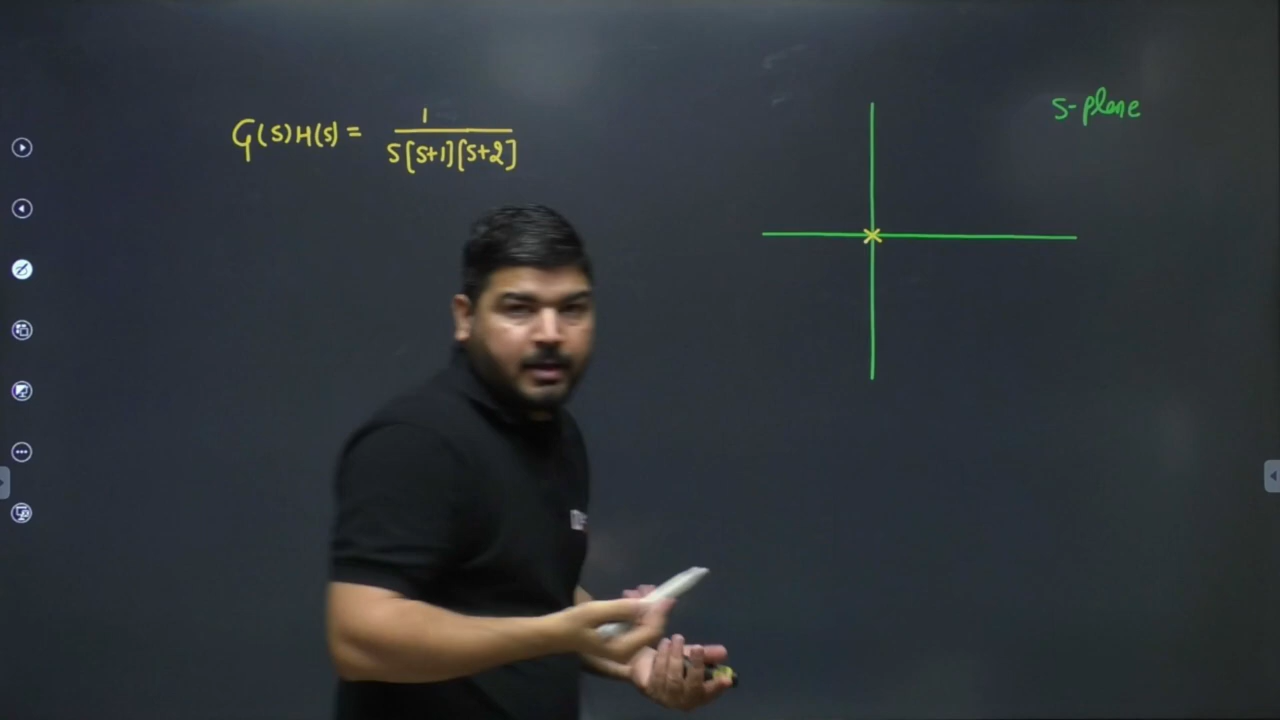 G(s)H(s) = 1 / s[s+1][s+2]
s-plane